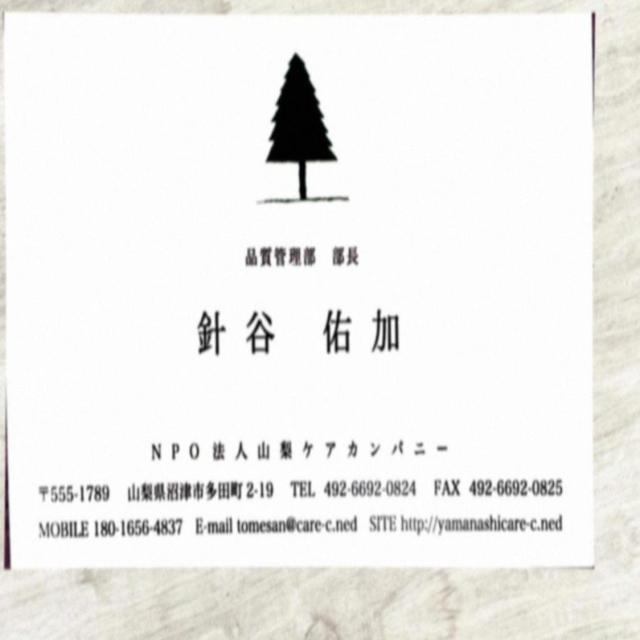 品質管理部　部長
針谷　佑加
NPO法人山梨ケアカンパニー
〒555-1789　山梨県沼津市多田町2-19　TEL 492-6692-0824　FAX 492-6692-0825
MOBILE 180-1656-4837　E-mail tomesan@care-c.ned　SITE http://yamanashicare-c.ned